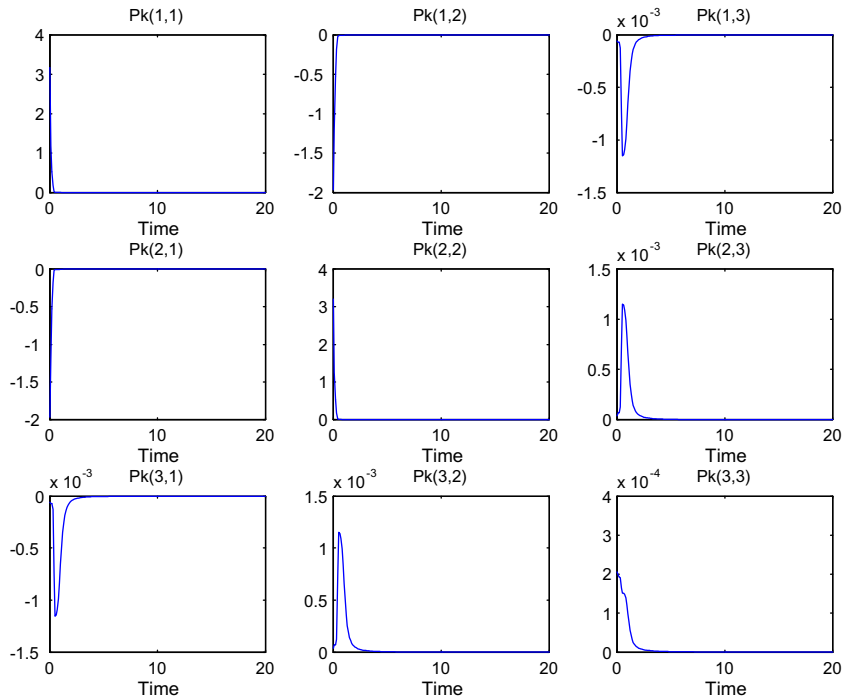 Pk(1,1)
4
3
2
1
0
0
10
20
Time
Pk(1,2)
0
-0.5
-1
-1.5
-2
0
10
20
Time
Pk(1,3)
x 10^-3
0
-0.5
-1
-1.5
0
10
20
Time
Pk(2,1)
0
-0.5
-1
-1.5
-2
0
10
20
Time
Pk(2,2)
4
3
2
1
0
0
10
20
Time
Pk(2,3)
x 10^-3
1.5
1
0.5
0
0
10
20
Time
Pk(3,1)
x 10^-3
0
-0.5
-1
-1.5
0
10
20
Time
Pk(3,2)
x 10^-3
1.5
1
0.5
0
0
10
20
Time
Pk(3,3)
x 10^-4
4
3
2
1
0
0
10
20
Time